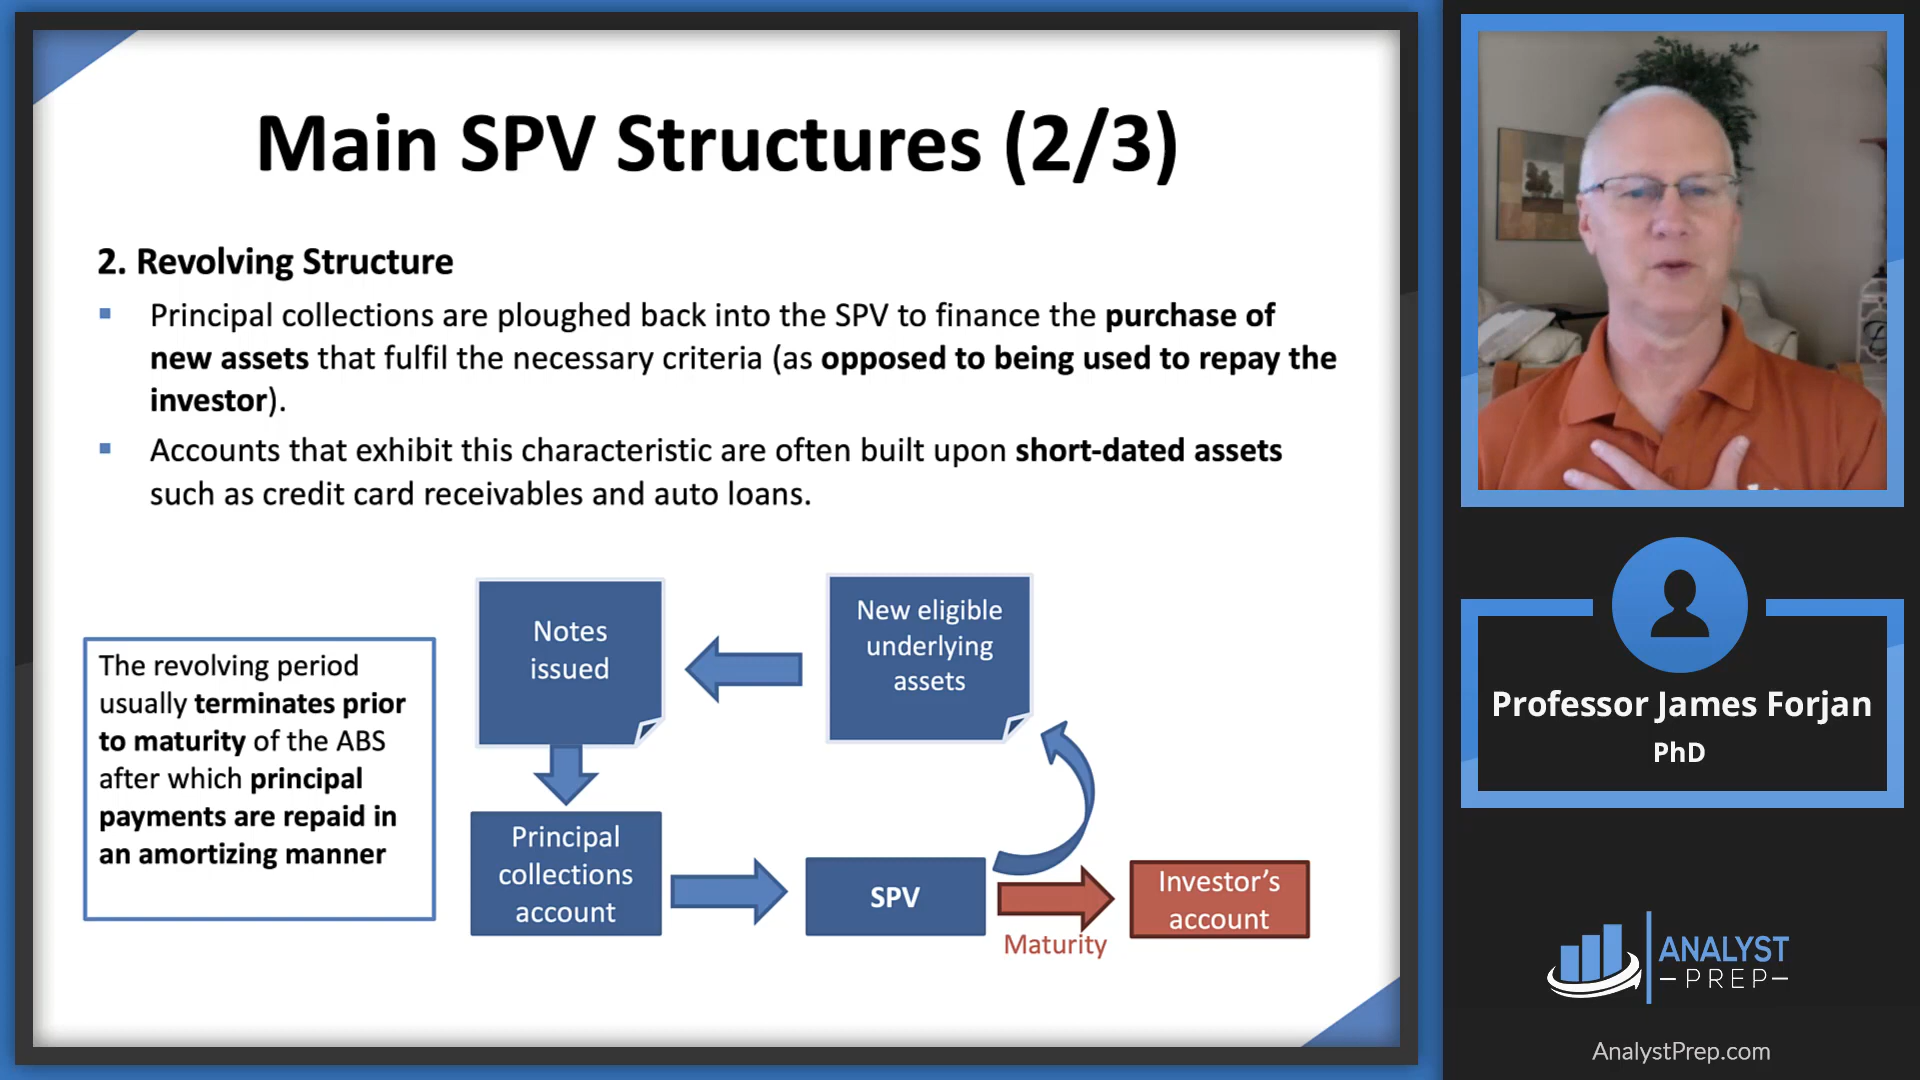 Main SPV Structures (2/3)
2. Revolving Structure
▪ Principal collections are ploughed back into the SPV to finance the purchase of
new assets that fulfil the necessary criteria (as opposed to being used to repay the
investor).
▪ Accounts that exhibit this characteristic are often built upon short-dated assets
such as credit card receivables and auto loans.
The revolving period
usually terminates prior
to maturity of the ABS
after which principal
payments are repaid in
an amortizing manner
Notes
issued
New eligible
underlying
assets
Principal
collections
account
SPV
Maturity
Investor's
account
Professor James Forjan
PhD
ANALYST
PREP
AnalystPrep.com